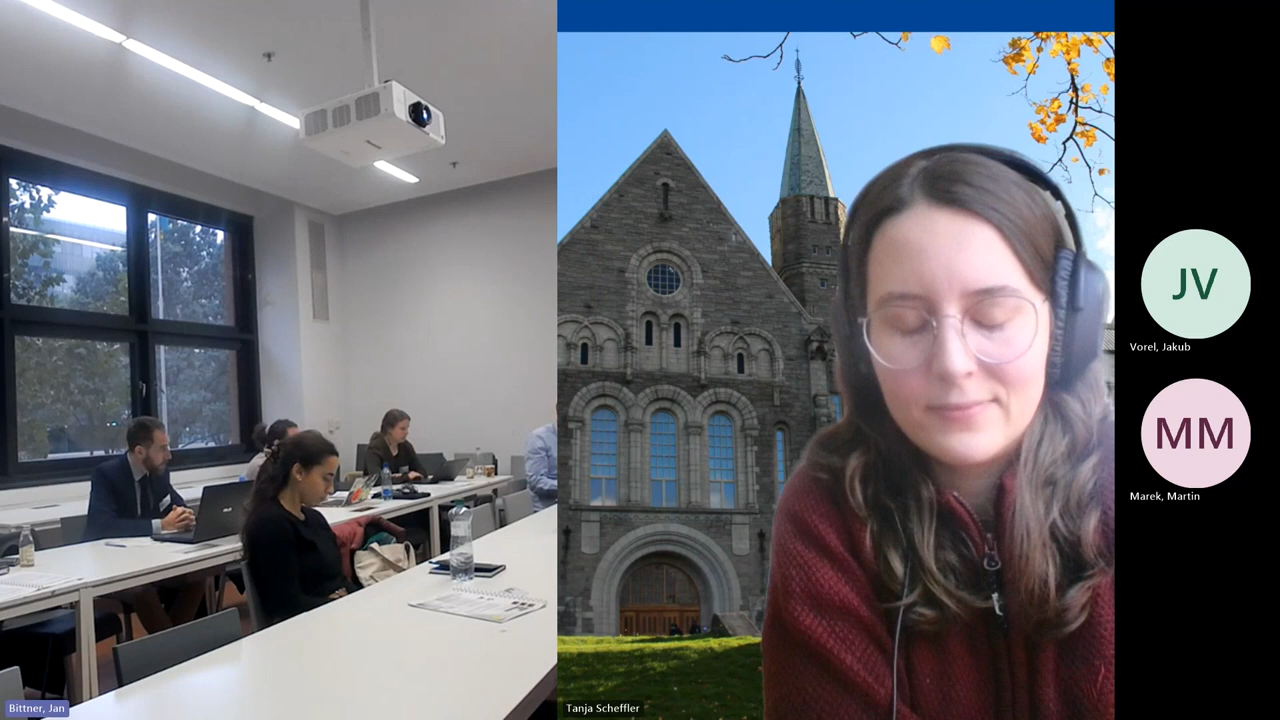 JV
Vorel, Jakub
MM
Marek, Martin
Bittner, Jan
Tanja Scheffler